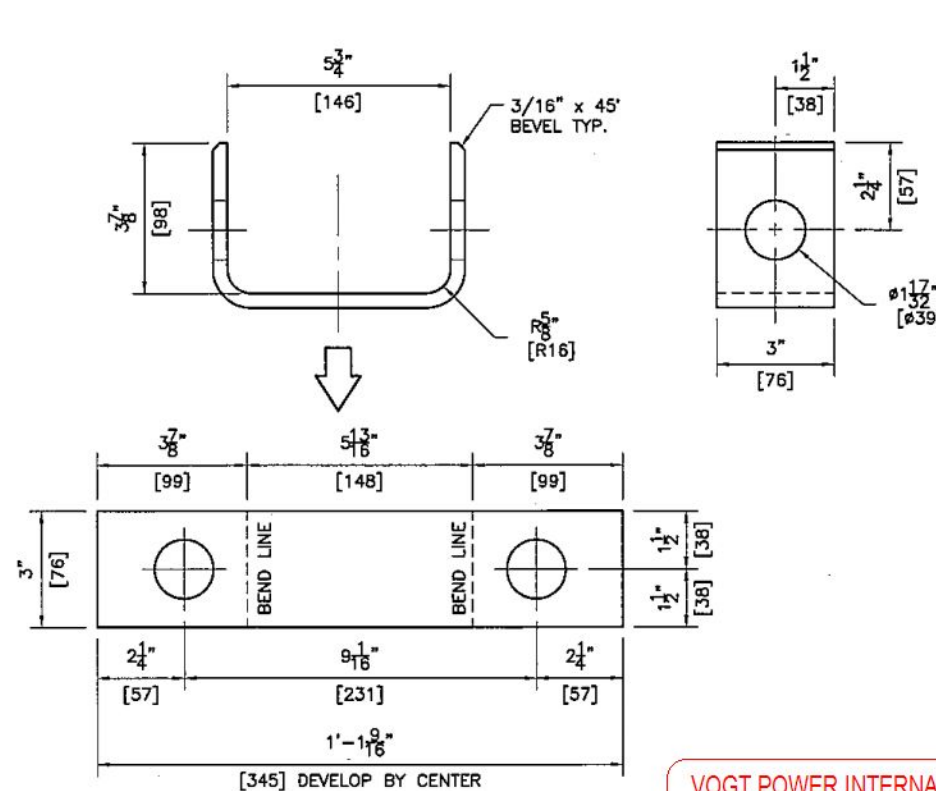 5 3/4"
[146]
3/16" x 45°
BEVEL TYP.
3 7/8"
[98]
R 5/8"
[R16]
1 1/2"
[38]
2 1/4"
[57]
ø1 17/32"
[ø39
3"
[76]
3 7/8"
[99]
5 13/16"
[148]
3 7/8"
[99]
3"
[76]
BEND LINE
BEND LINE
1 1/2"
[38]
1 1/2"
[38]
2 1/4"
[57]
9 1/16"
[231]
2 1/4"
[57]
1'-1 9/16"
[345] DEVELOP BY CENTER
VOGT POWER INTERNA